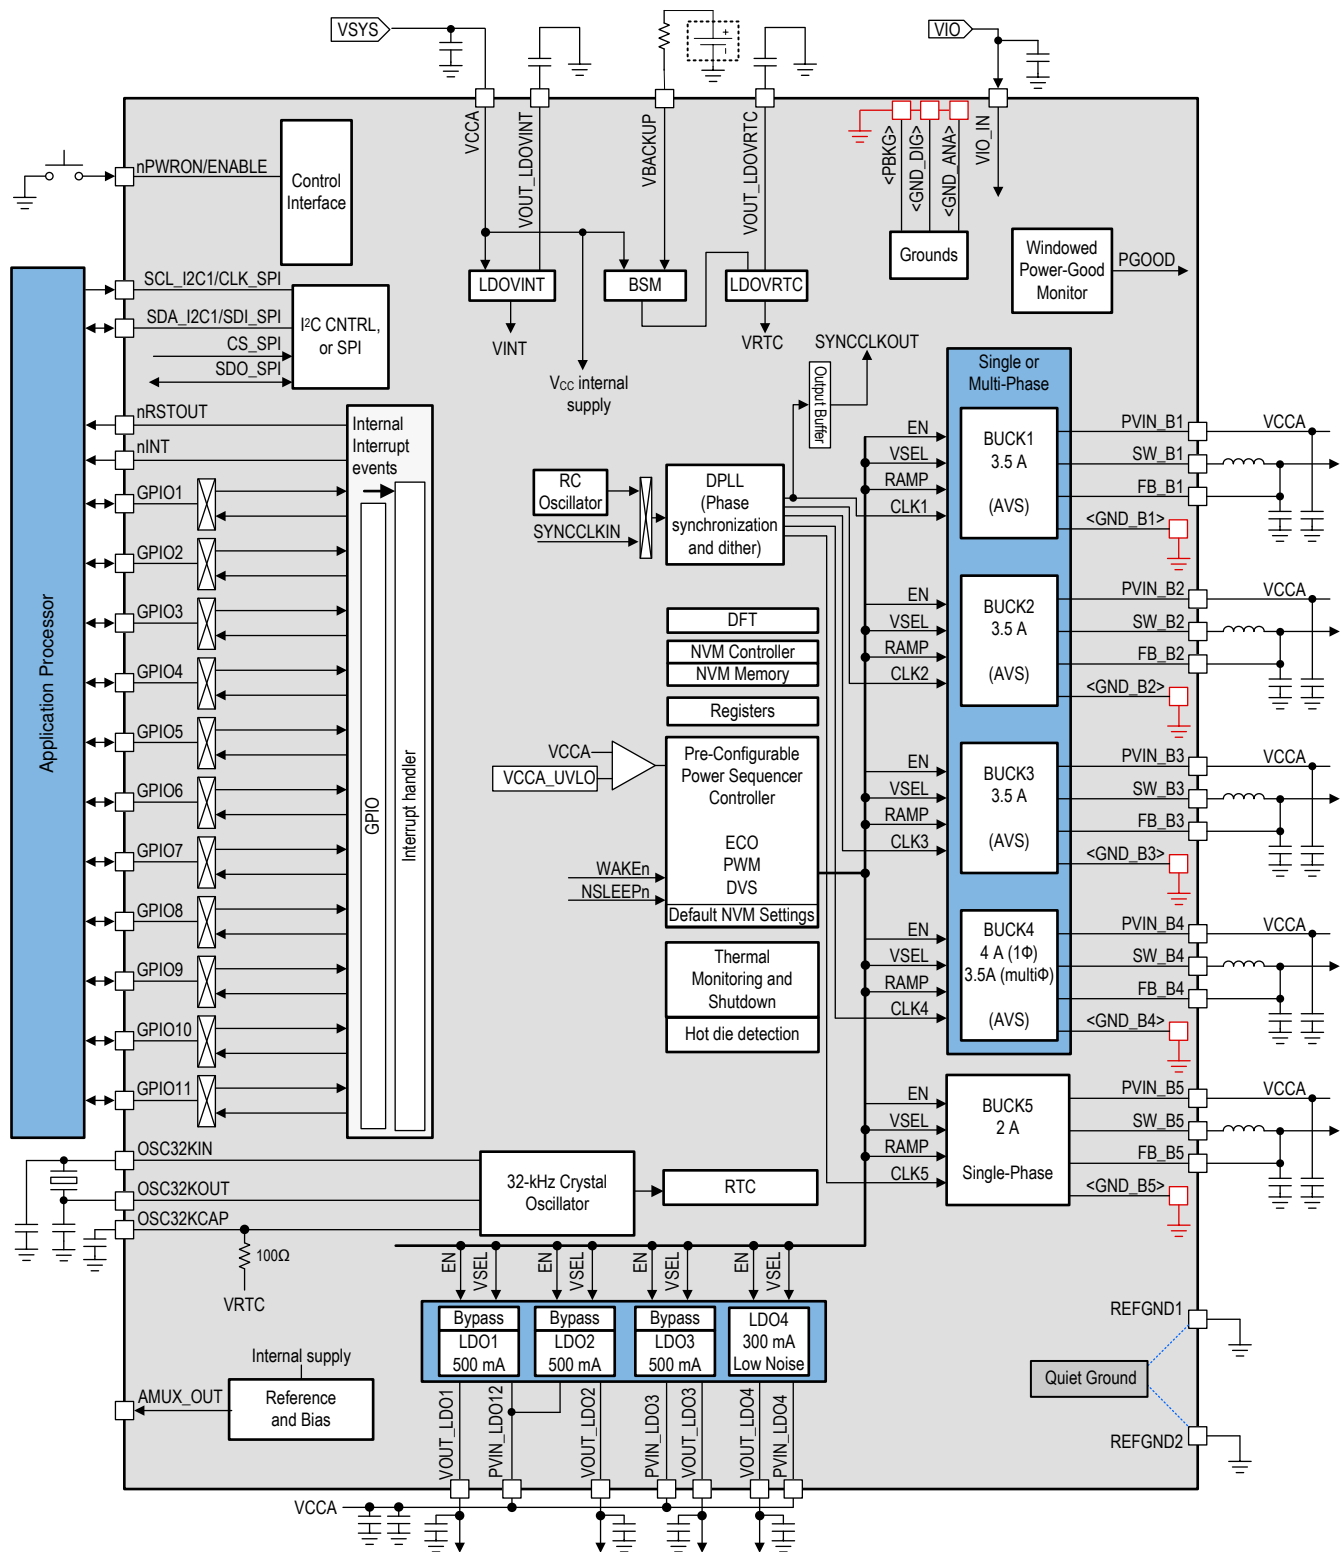 VSYS
VIO
+
-
VCCA
VOUT_LDOVINT
VBACKUP
VOUT_LDOVRTC
<PBKG>
<GND_DIG>
<GND_ANA>
VIO_IN
nPWRON/ENABLE
Control
Interface
Grounds
Windowed
Power-Good
Monitor
PGOOD
LDOVINT
BSM
LDOVRTC
VINT
VRTC
Vcc internal
supply
SCL_I2C1/CLK_SPI
SDA_I2C1/SDI_SPI
CS_SPI
SDO_SPI
I²C CNTRL,
or SPI
SYNCCLKOUT
Output Buffer
Application Processor
nRSTOUT
nINT
GPIO1
GPIO2
GPIO3
GPIO4
GPIO5
GPIO6
GPIO7
GPIO8
GPIO9
GPIO10
GPIO11
Internal
Interrupt
events
GPIO
Interrupt handler
RC
Oscillator
SYNCCLKIN
DPLL
(Phase
synchronization
and dither)
DFT
NVM Controller
NVM Memory
Registers
VCCA
VCCA_UVLO
Pre-Configurable
Power Sequencer
Controller
ECO
PWM
DVS
Default NVM Settings
WAKEn
NSLEEPn
Thermal
Monitoring and
Shutdown
Hot die detection
Single or
Multi-Phase
EN
VSEL
RAMP
CLK1
BUCK1
3.5 A
(AVS)
PVIN_B1
VCCA
SW_B1
FB_B1
<GND_B1>
EN
VSEL
RAMP
CLK2
BUCK2
3.5 A
(AVS)
PVIN_B2
VCCA
SW_B2
FB_B2
<GND_B2>
EN
VSEL
RAMP
CLK3
BUCK3
3.5 A
(AVS)
PVIN_B3
VCCA
SW_B3
FB_B3
<GND_B3>
EN
VSEL
RAMP
CLK4
BUCK4
4 A (1Φ)
3.5A (multiΦ)
(AVS)
PVIN_B4
VCCA
SW_B4
FB_B4
<GND_B4>
EN
VSEL
RAMP
CLK5
BUCK5
2 A
Single-Phase
PVIN_B5
VCCA
SW_B5
FB_B5
<GND_B5>
OSC32KIN
OSC32KOUT
OSC32KCAP
100Ω
VRTC
32-kHz Crystal
Oscillator
RTC
EN
VSEL
EN
VSEL
EN
VSEL
EN
VSEL
Bypass
LDO1
500 mA
Bypass
LDO2
500 mA
Bypass
LDO3
500 mA
LDO4
300 mA
Low Noise
Internal supply
AMUX_OUT
Reference
and Bias
VOUT_LDO1
PVIN_LDO12
VOUT_LDO2
PVIN_LDO3
VOUT_LDO3
VOUT_LDO4
PVIN_LDO4
VCCA
REFGND1
Quiet Ground
REFGND2